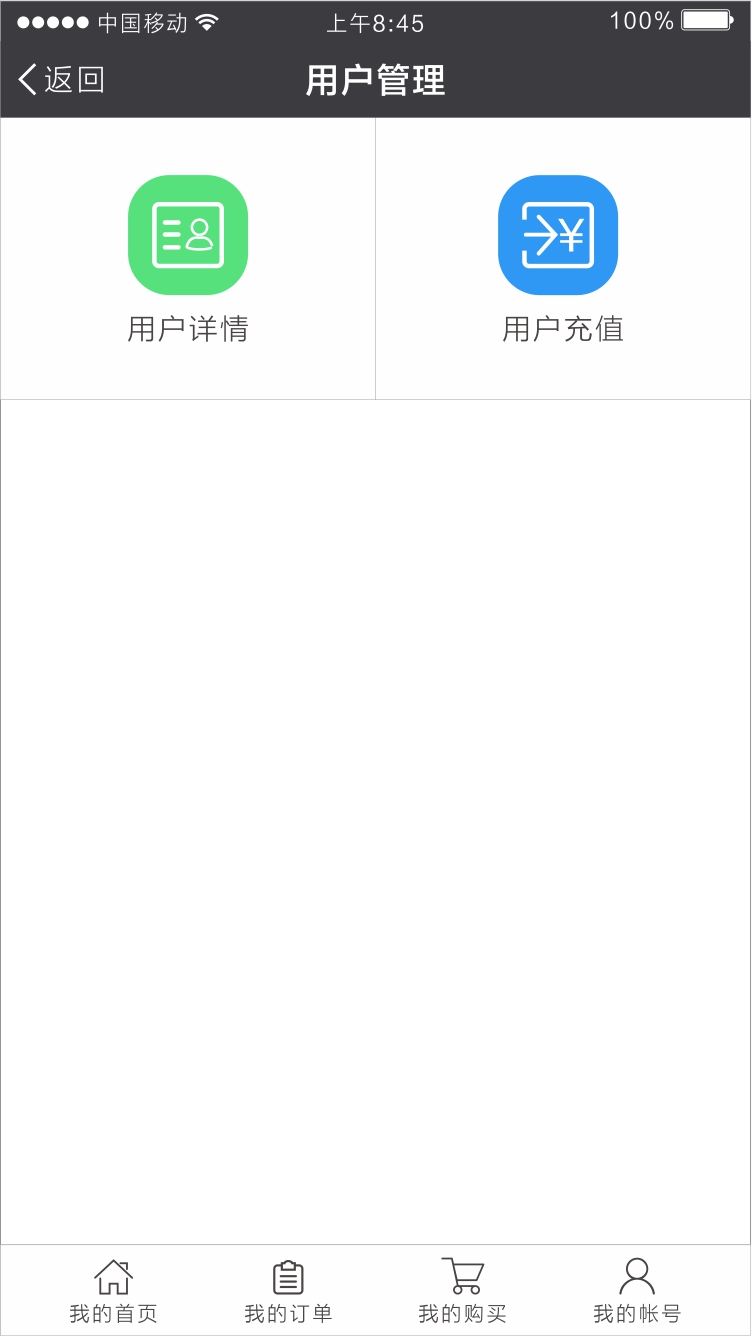 中国移动 上午8:45 100%
返回 用户管理
¥
用户详情 用户充值
我的首页 我的订单 我的购买 我的帐号